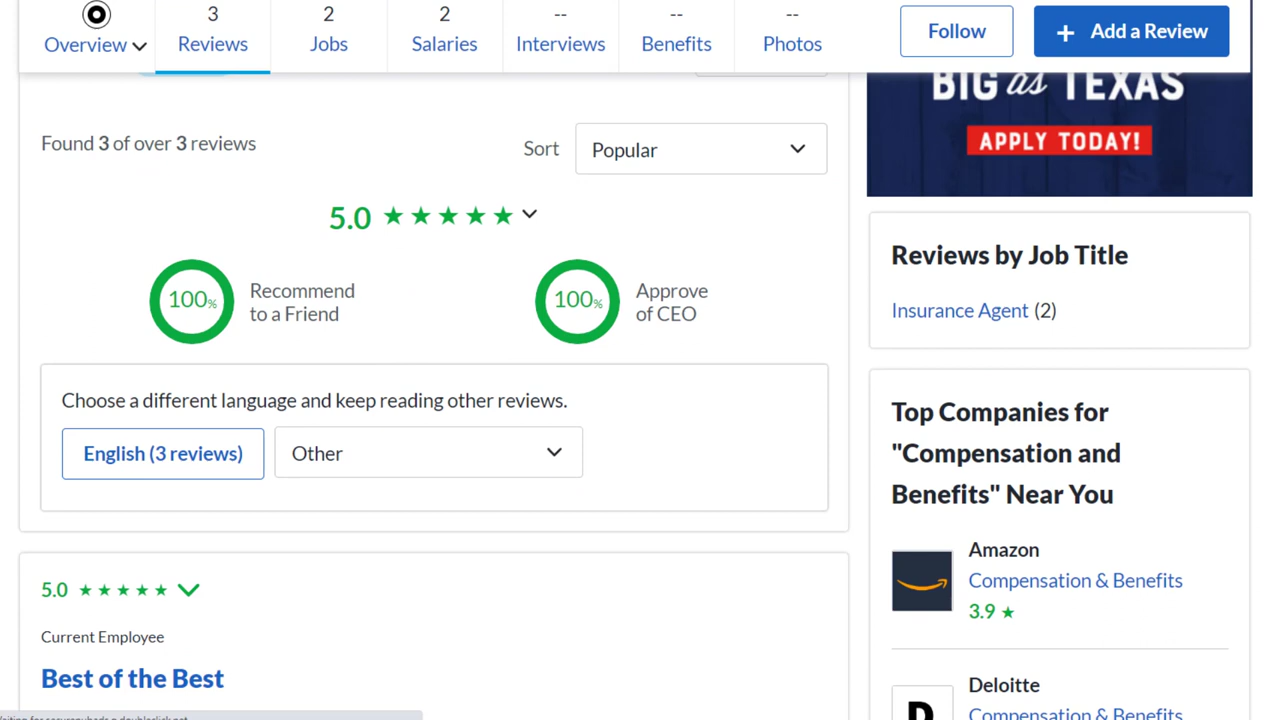 3
2
2
--
--
--
Overview
Reviews
Jobs
Salaries
Interviews
Benefits
Photos
Follow
+ Add a Review
Found 3 of over 3 reviews
Sort
Popular
5.0
100%
Recommend
to a Friend
100%
Approve
of CEO
Choose a different language and keep reading other reviews.
English (3 reviews)
Other
5.0
Current Employee
Best of the Best
BIG as TEXAS
APPLY TODAY!
Reviews by Job Title
Insurance Agent (2)
Top Companies for
"Compensation and
Benefits" Near You
Amazon
Compensation & Benefits
3.9
D
Deloitte
Compensation & Benefits